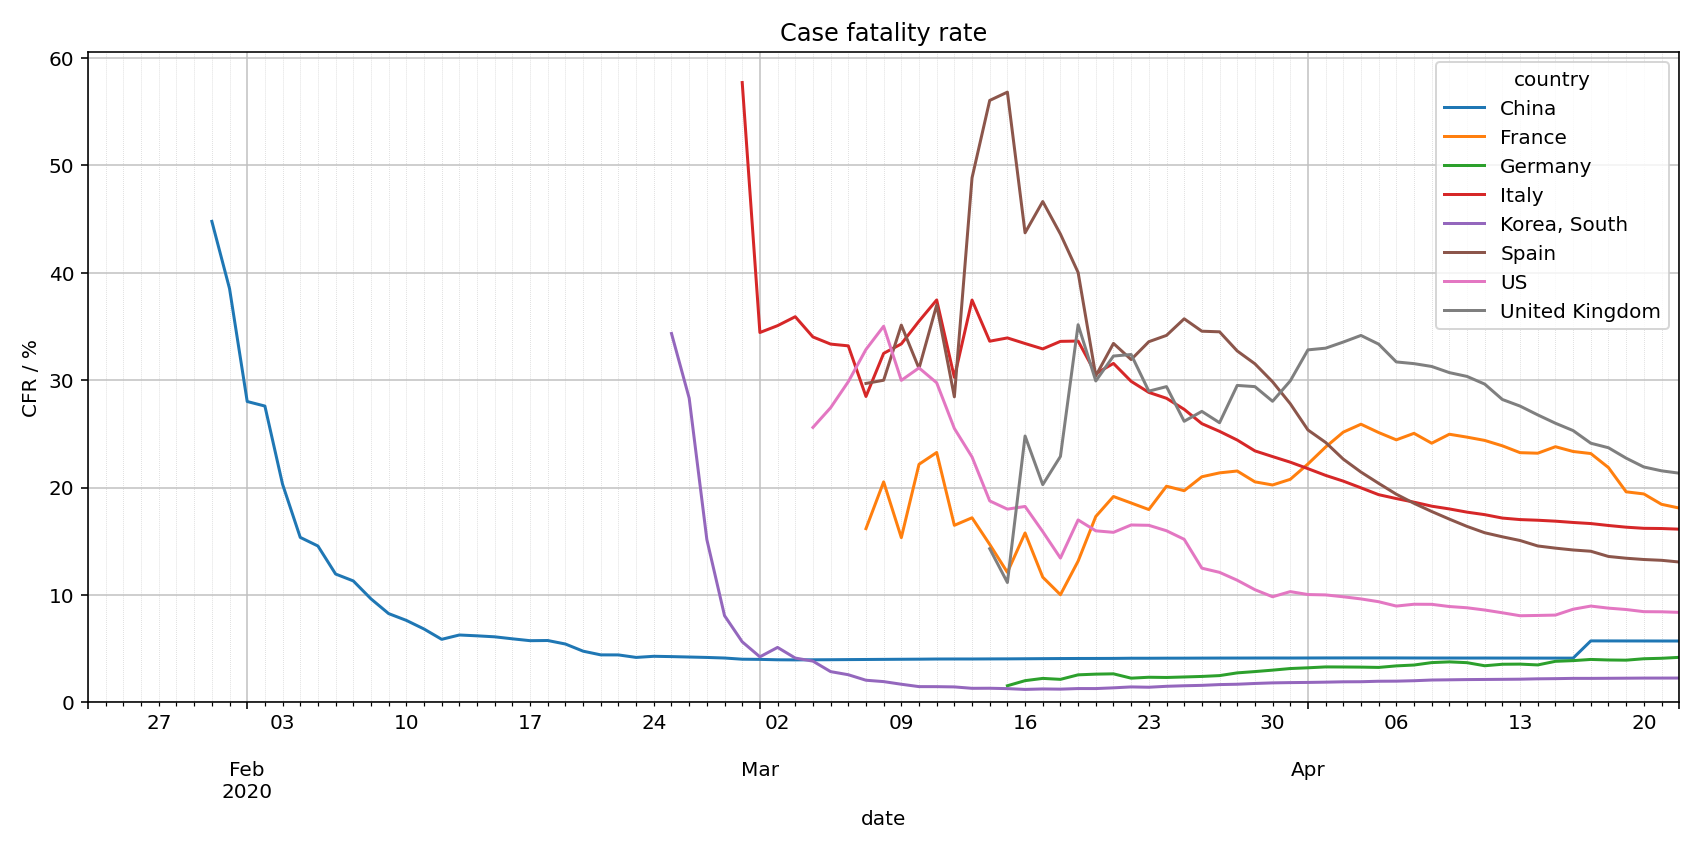 Case fatality rate
60
50
40
30
20
10
0
CFR / %
country
China
France
Germany
Italy
Korea, South
Spain
US
United Kingdom
27 03 10 17 24 02 09 16 23 30 06 13 20
Feb Mar Apr
2020
date